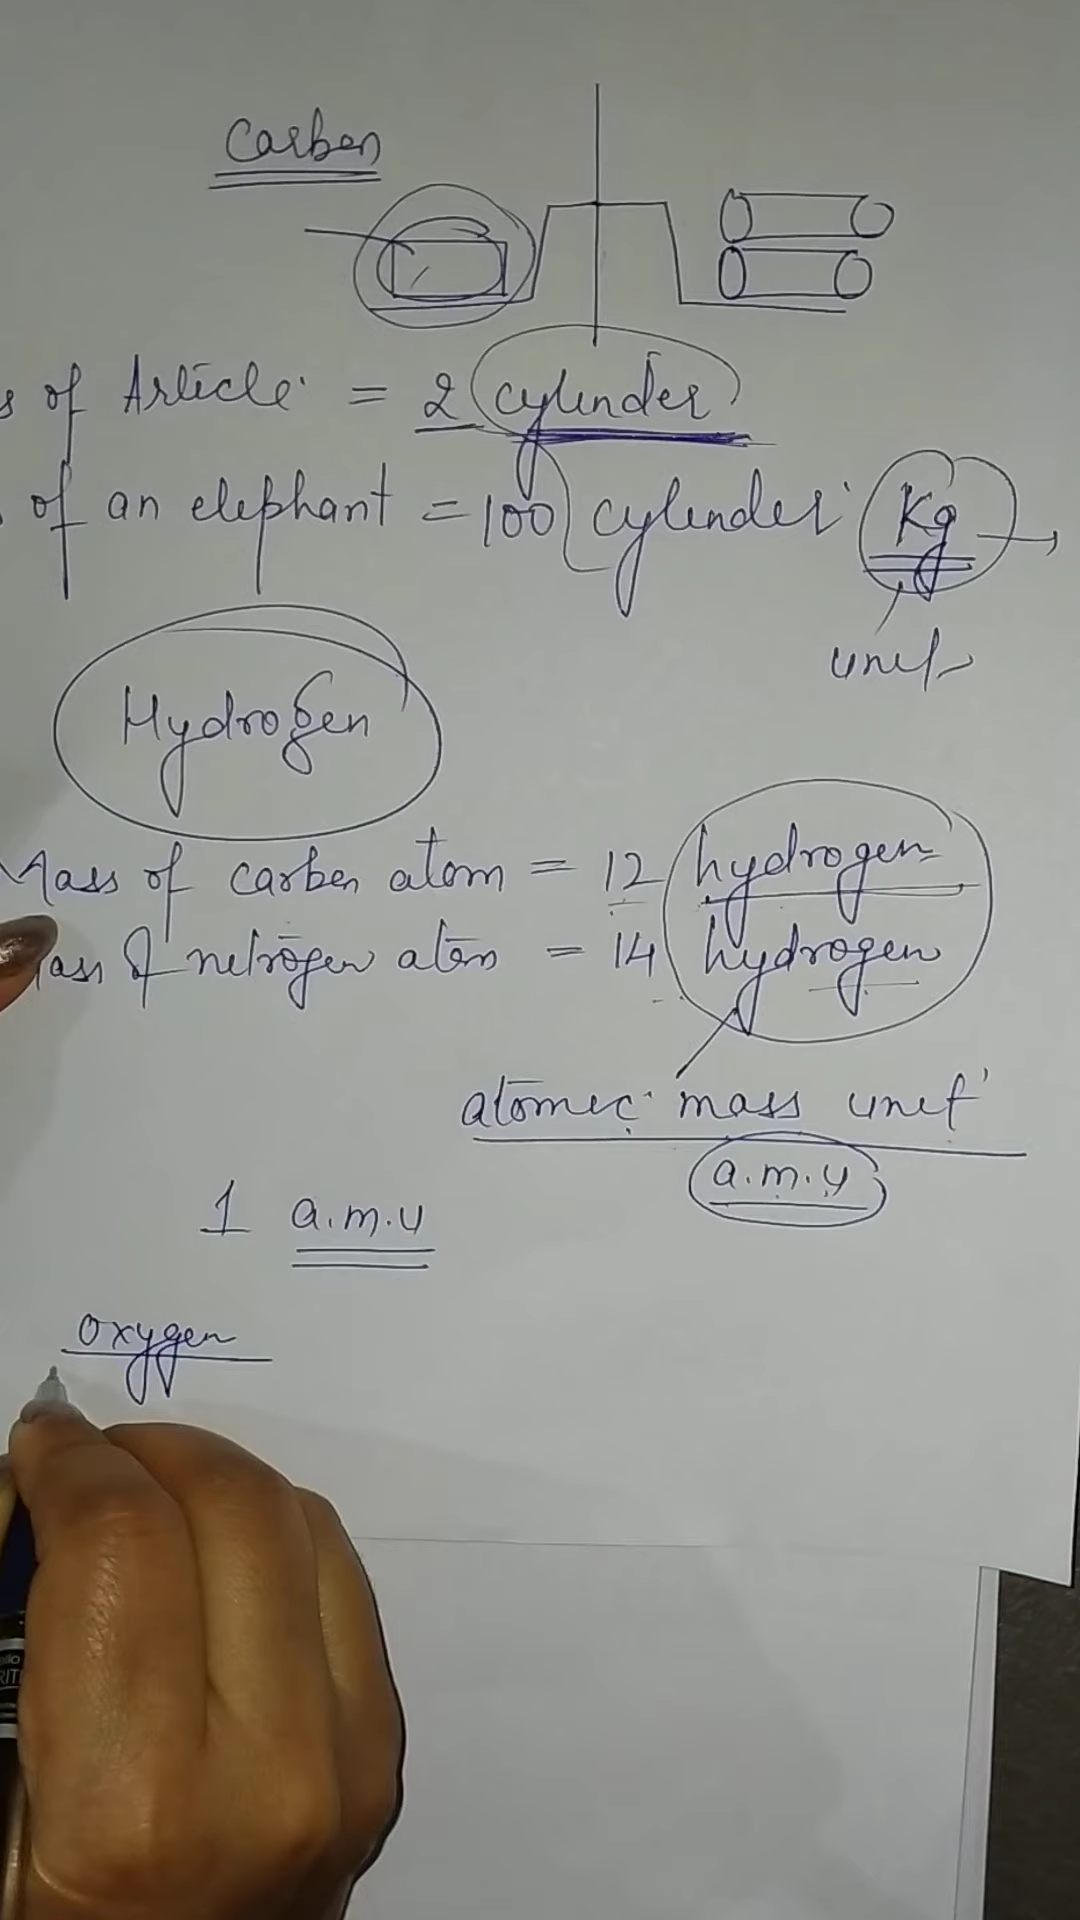 Carbon
of Article = 2 cylinder
of an elephant = 100 cylinder Kg
unit
Hydrogen
Mass of carbon atom = 12 hydrogen
Mass of nitrogen atom = 14 hydrogen
atomic mass unit
a.m.u
1 a.m.u
oxygen